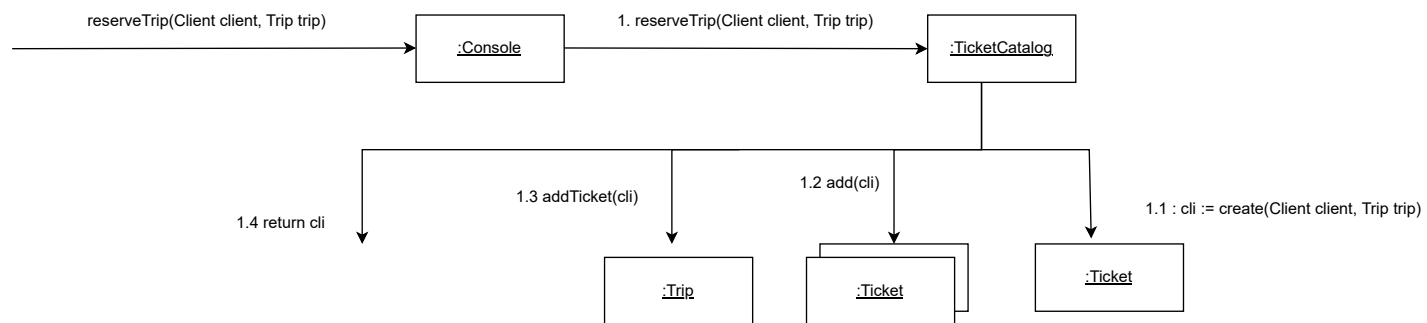 reserveTrip(Client client, Trip trip)
1. reserveTrip(Client client, Trip trip)
:Console
:TicketCatalog
1.2 add(cli)
1.3 addTicket(cli)
1.1 : cli := create(Client client, Trip trip)
1.4 return cli
:Trip
:Ticket
:Ticket